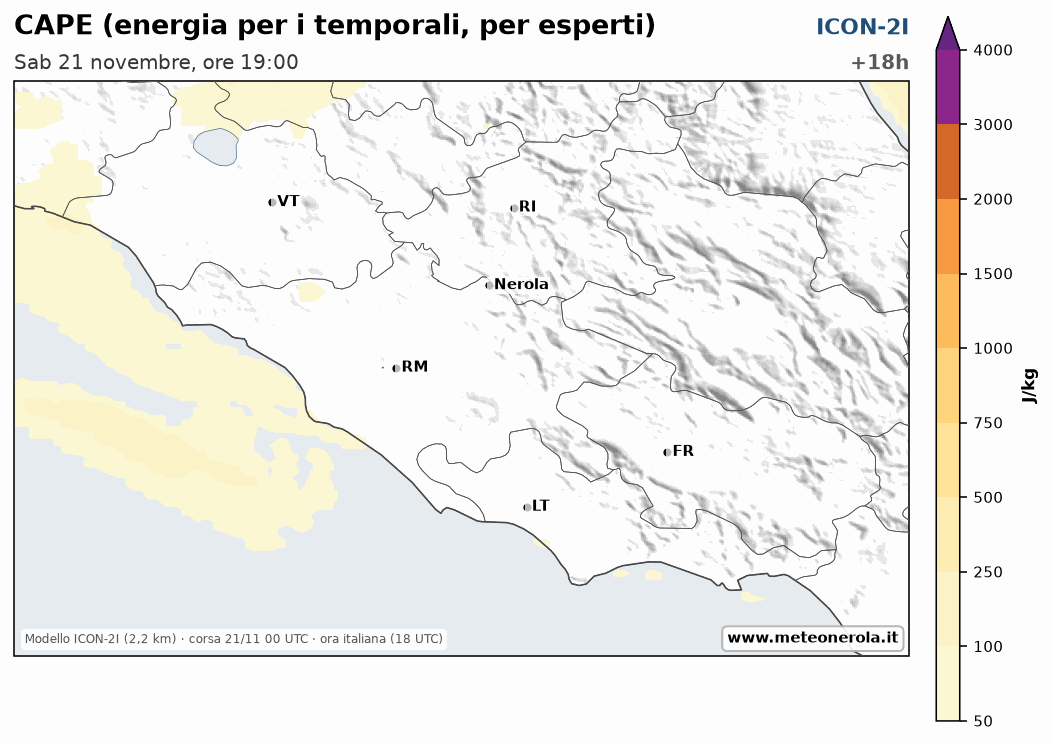 CAPE (energia per i temporali, per esperti)
ICON-2I
Sab 21 novembre, ore 19:00
+18h
VT
RI
Nerola
RM
FR
LT
Modello ICON-2I (2,2 km) · corsa 21/11 00 UTC · ora italiana (18 UTC)
www.meteonerola.it
4000
3000
2000
1500
1000
750
500
250
100
50
J/kg